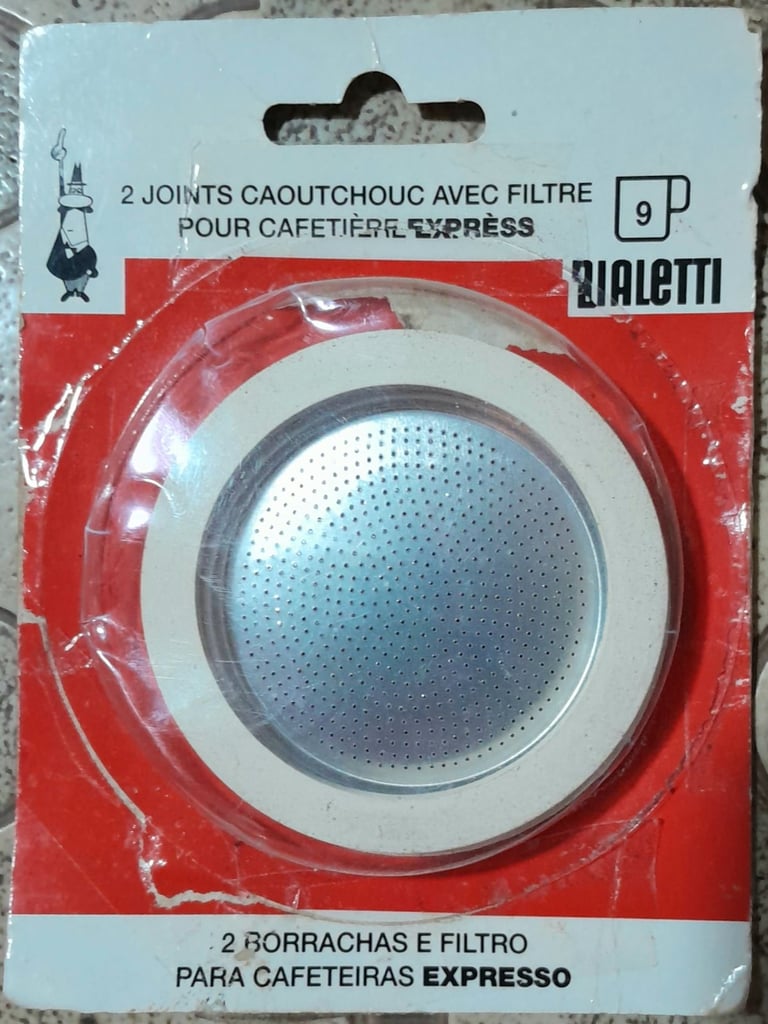 2 JOINTS CAOUTCHOUC AVEC FILTRE
POUR CAFETIÈRE EXPRÈSS
9
BIALETTI
2 BORRACHAS E FILTRO
PARA CAFETEIRAS EXPRESSO